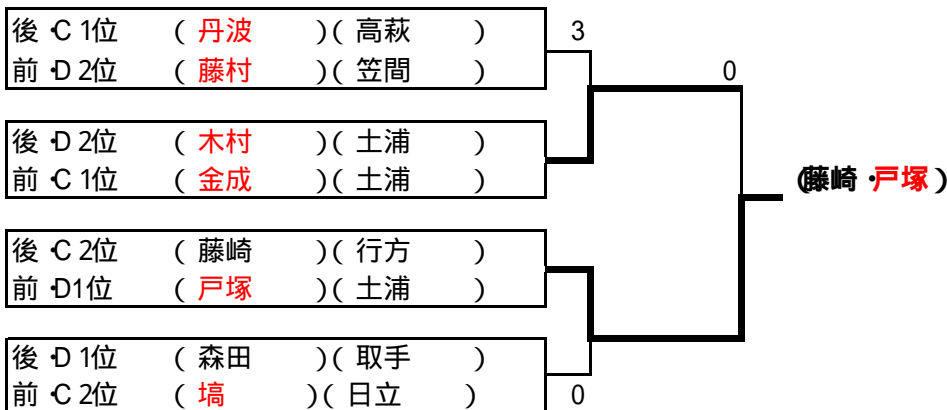 後・C 1位 ( 丹波 )( 高萩 ) 3
前・D 2位 ( 藤村 )( 笠間 ) 0
後・D 2位 ( 木村 )( 土浦 )
前・C 1位 ( 金成 )( 土浦 )
(藤崎・戸塚)
後・C 2位 ( 藤崎 )( 行方 )
前・D1位 ( 戸塚 )( 土浦 )
後・D 1位 ( 森田 )( 取手 )
前・C 2位 ( 塙 )( 日立 ) 0